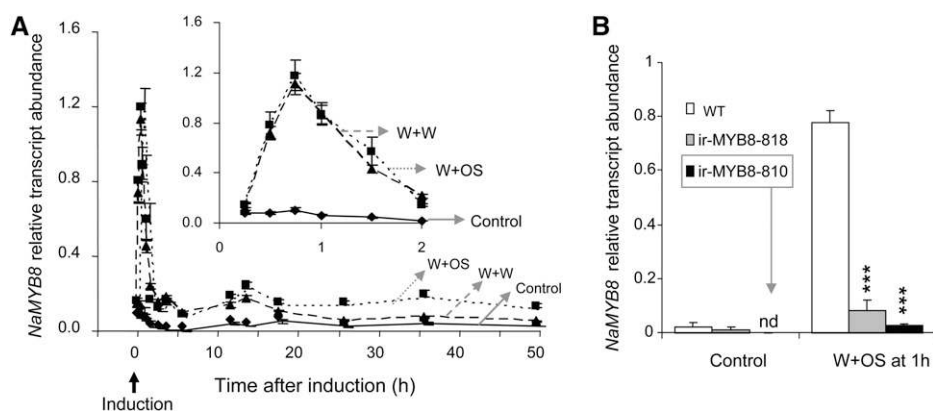 A
NaMYB8 relative transcript abundance
1.6
1.2
0.8
0.4
0.0
1.6
1.2
0.8
0.4
0.0
0
1
2
W+W
W+OS
Control
W+OS
W+W
Control
0
10
20
30
40
50
Time after induction (h)
Induction
B
NaMYB8 relative transcript abundance
1
0.8
0.6
0.4
0.2
0
WT
ir-MYB8-818
ir-MYB8-810
nd
***
***
Control
W+OS at 1h